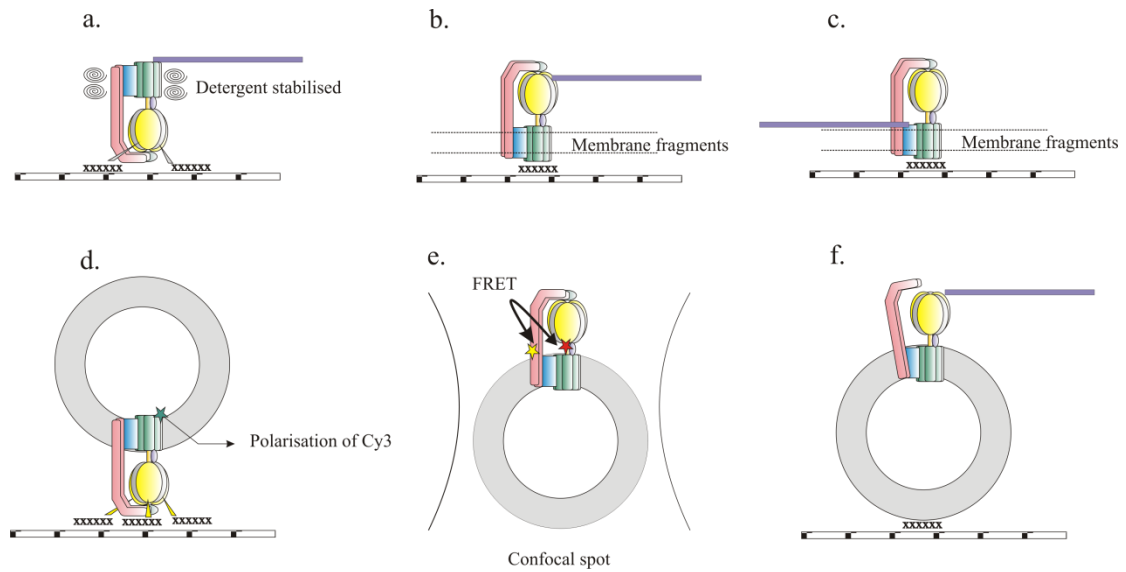 a.
b.
c.
Detergent stabilised
Membrane fragments
Membrane fragments
xxxxxx
xxxxxx
xxxxxx
xxxxxx
d.
e.
f.
FRET
Polarisation of Cy3
xxxxxx
xxxxxx
xxxxxx
xxxxxx
Confocal spot